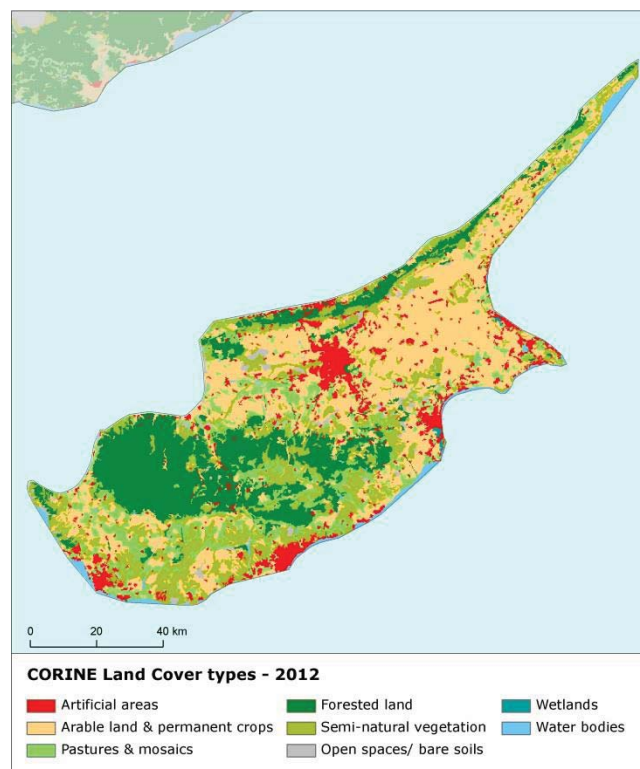 0 20 40 km
CORINE Land Cover types - 2012
Artificial areas
Arable land & permanent crops
Pastures & mosaics
Forested land
Semi-natural vegetation
Open spaces/ bare soils
Wetlands
Water bodies